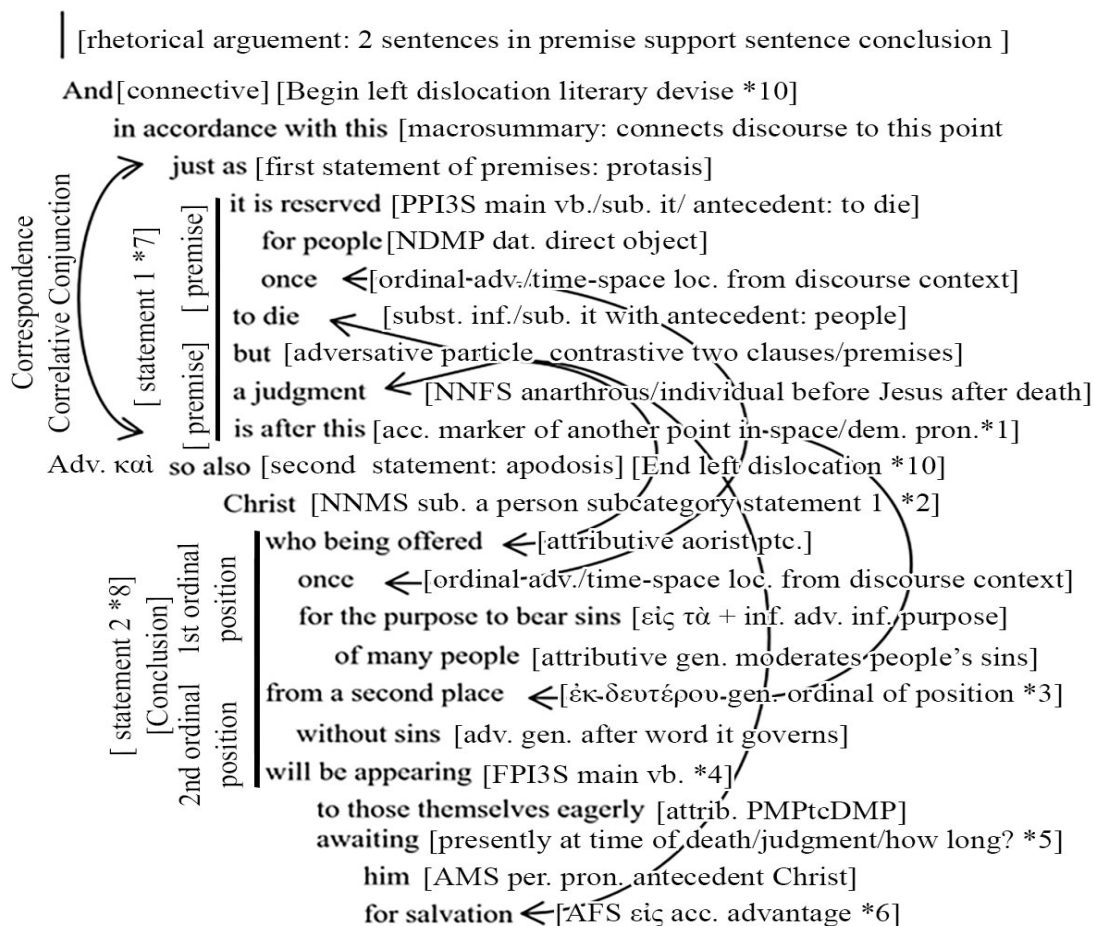 [rhetorical arguement: 2 sentences in premise support sentence conclusion ]
And [connective] [Begin left dislocation literary devise *10]
in accordance with this [macrosummary: connects discourse to this point
just as [first statement of premises: protasis]
it is reserved [PPI3S main vb./sub. it/ antecedent: to die]
for people [NDMP dat. direct object]
once [ordinal-adv./time-space loc. from discourse context]
to die [subst. inf./sub. it with antecedent: people]
but [adversative particle contrastive two clauses/premises]
a judgment [NNFS anarthrous/individual before Jesus after death]
is after this [acc. marker of another point in-space/dem. pron.*1]
Correspondence
Correlative Conjunction
[ statement 1 *7]
[ premise]
[ premise]
Adv. καὶ so also [second statement: apodosis] [End left dislocation *10]
Christ [NNMS sub. a person subcategory statement 1 *2]
who being offered [attributive aorist ptc.]
once [ordinal-adv./time-space loc. from discourse context]
for the purpose to bear sins [εἰς τὰ + inf. adv. inf./purpose]
of many people [attributive gen. moderates people's sins]
from a second place [ἐκ-δευτέρου-gen. ordinal of position *3]
without sins [adv. gen. after word it governs]
will be appearing [FPI3S main vb. *4]
to those themselves eagerly [attrib. PMPtcDMP]
awaiting [presently at time of death/judgment/how long? *5]
him [AMS per. pron. antecedent Christ]
for salvation [AFS εἰς acc. advantage *6]
[ statement 2 *8]
[Conclusion]
1st ordinal
position
2nd ordinal
position